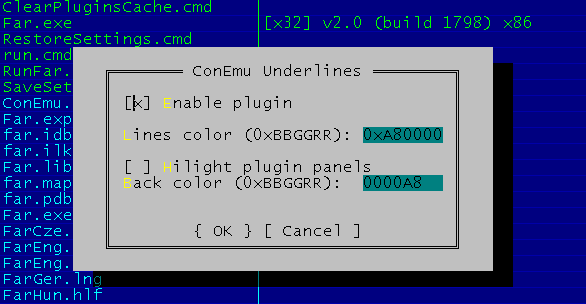 ClearPluginsCache.cmd
Far.exe [x32] v2.0 (build 1798) x86
RestoreSettings.cmd
run.cmd
RunFar.
SaveSet
ConEmu.
Far.exp
far.idb
far.ilk
Far.lib
far.map
far.pdb
Far.exe
FarCze.
FarEng.
FarEng.
FarGer.lng
FarHun.hlf
ConEmu Underlines
[x] Enable plugin
Lines color (0xBBGGRR): 0xA80000
[ ] Hilight plugin panels
Back color (0xBBGGRR): 0000A8
{ OK } [ Cancel ]